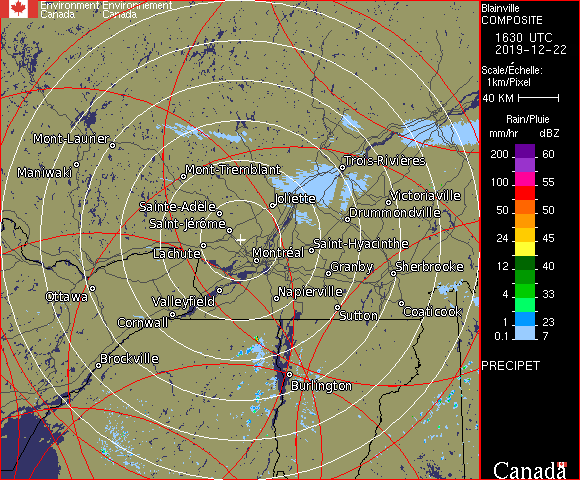 Environment Environnement
Canada Canada
Blainville
COMPOSITE
1630 UTC
2019-12-22
Scale/Échelle:
1km/Pixel
40 KM
Rain/Pluie
mm/hr dBZ
200 60
100 55
50 50
24 45
12 40
4 33
1 23
0.1 7
PRECIPET
Canada
Mont-Laurier
Maniwaki
Mont-Tremblant
Trois-Rivières
Joliette
Victoriaville
Sainte-Adèle
Drummondville
Saint-Jérôme
Lachute
Montréal
Saint-Hyacinthe
Granby
Sherbrooke
Ottawa
Valleyfield
Napierville
Cornwall
Sutton
Coaticook
Brockville
Burlington